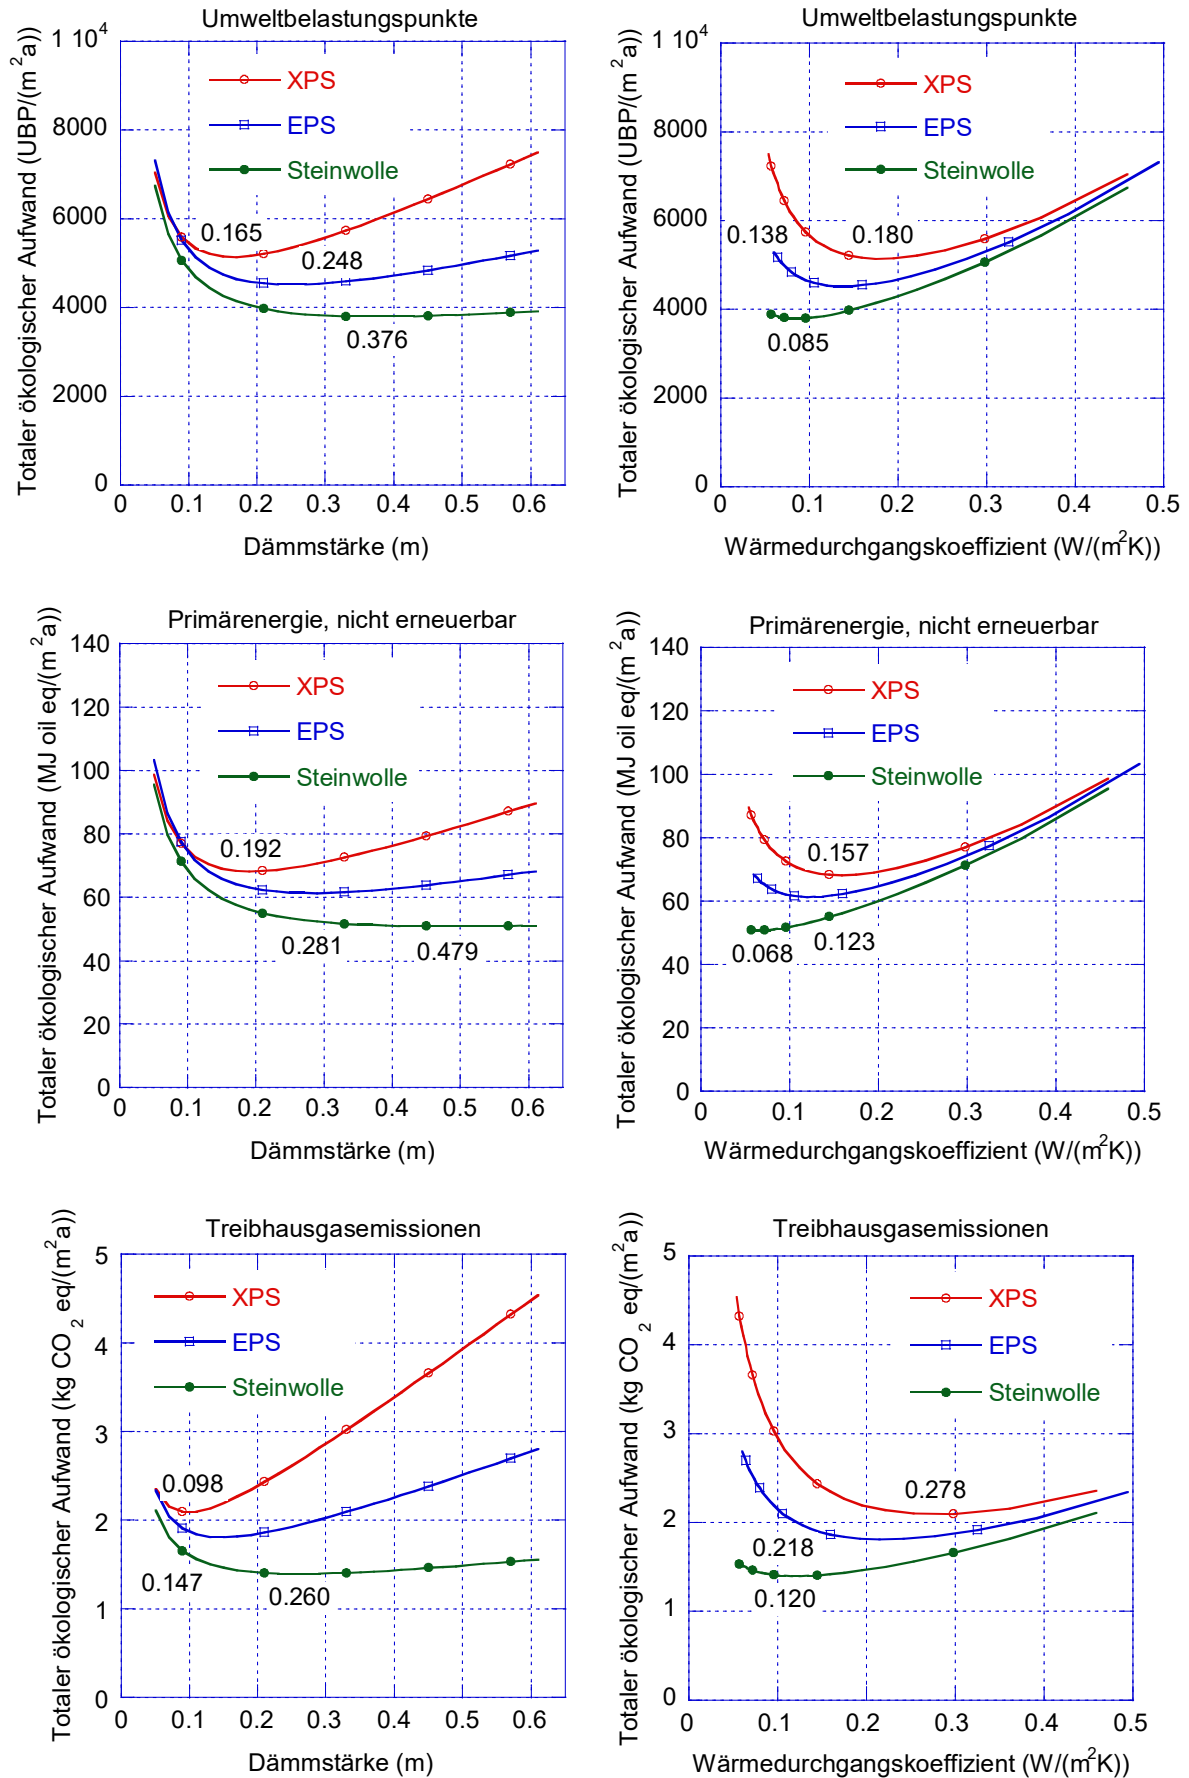 Umweltbelastungspunkte
Totaler ökologischer Aufwand (UBP/(m²a))
1 10⁴
8000
6000
4000
2000
0
XPS
EPS
Steinwolle
0.165
0.248
0.376
0 0.1 0.2 0.3 0.4 0.5 0.6
Dämmstärke (m)
Umweltbelastungspunkte
Totaler ökologischer Aufwand (UBP/(m²a))
1 10⁴
8000
6000
4000
2000
0
XPS
EPS
Steinwolle
0.138 0.180
0.085
0 0.1 0.2 0.3 0.4 0.5
Wärmedurchgangskoeffizient (W/(m²K))
Primärenergie, nicht erneuerbar
Totaler ökologischer Aufwand (MJ oil eq/(m²a))
140
120
100
80
60
40
20
0
XPS
EPS
Steinwolle
0.192
0.281 0.479
0 0.1 0.2 0.3 0.4 0.5 0.6
Dämmstärke (m)
Primärenergie, nicht erneuerbar
Totaler ökologischer Aufwand (MJ oil eq/(m²a))
140
120
100
80
60
40
20
0
XPS
EPS
Steinwolle
0.157
0.068 0.123
0 0.1 0.2 0.3 0.4 0.5
Wärmedurchgangskoeffizient (W/(m²K))
Treibhausgasemissionen
Totaler ökologischer Aufwand (kg CO₂ eq/(m²a))
5
4
3
2
1
0
XPS
EPS
Steinwolle
0.098
0.147 0.260
0 0.1 0.2 0.3 0.4 0.5 0.6
Dämmstärke (m)
Treibhausgasemissionen
Totaler ökologischer Aufwand (kg CO₂ eq/(m²a))
5
4
3
2
1
0
XPS
EPS
Steinwolle
0.278
0.218
0.120
0 0.1 0.2 0.3 0.4 0.5
Wärmedurchgangskoeffizient (W/(m²K))